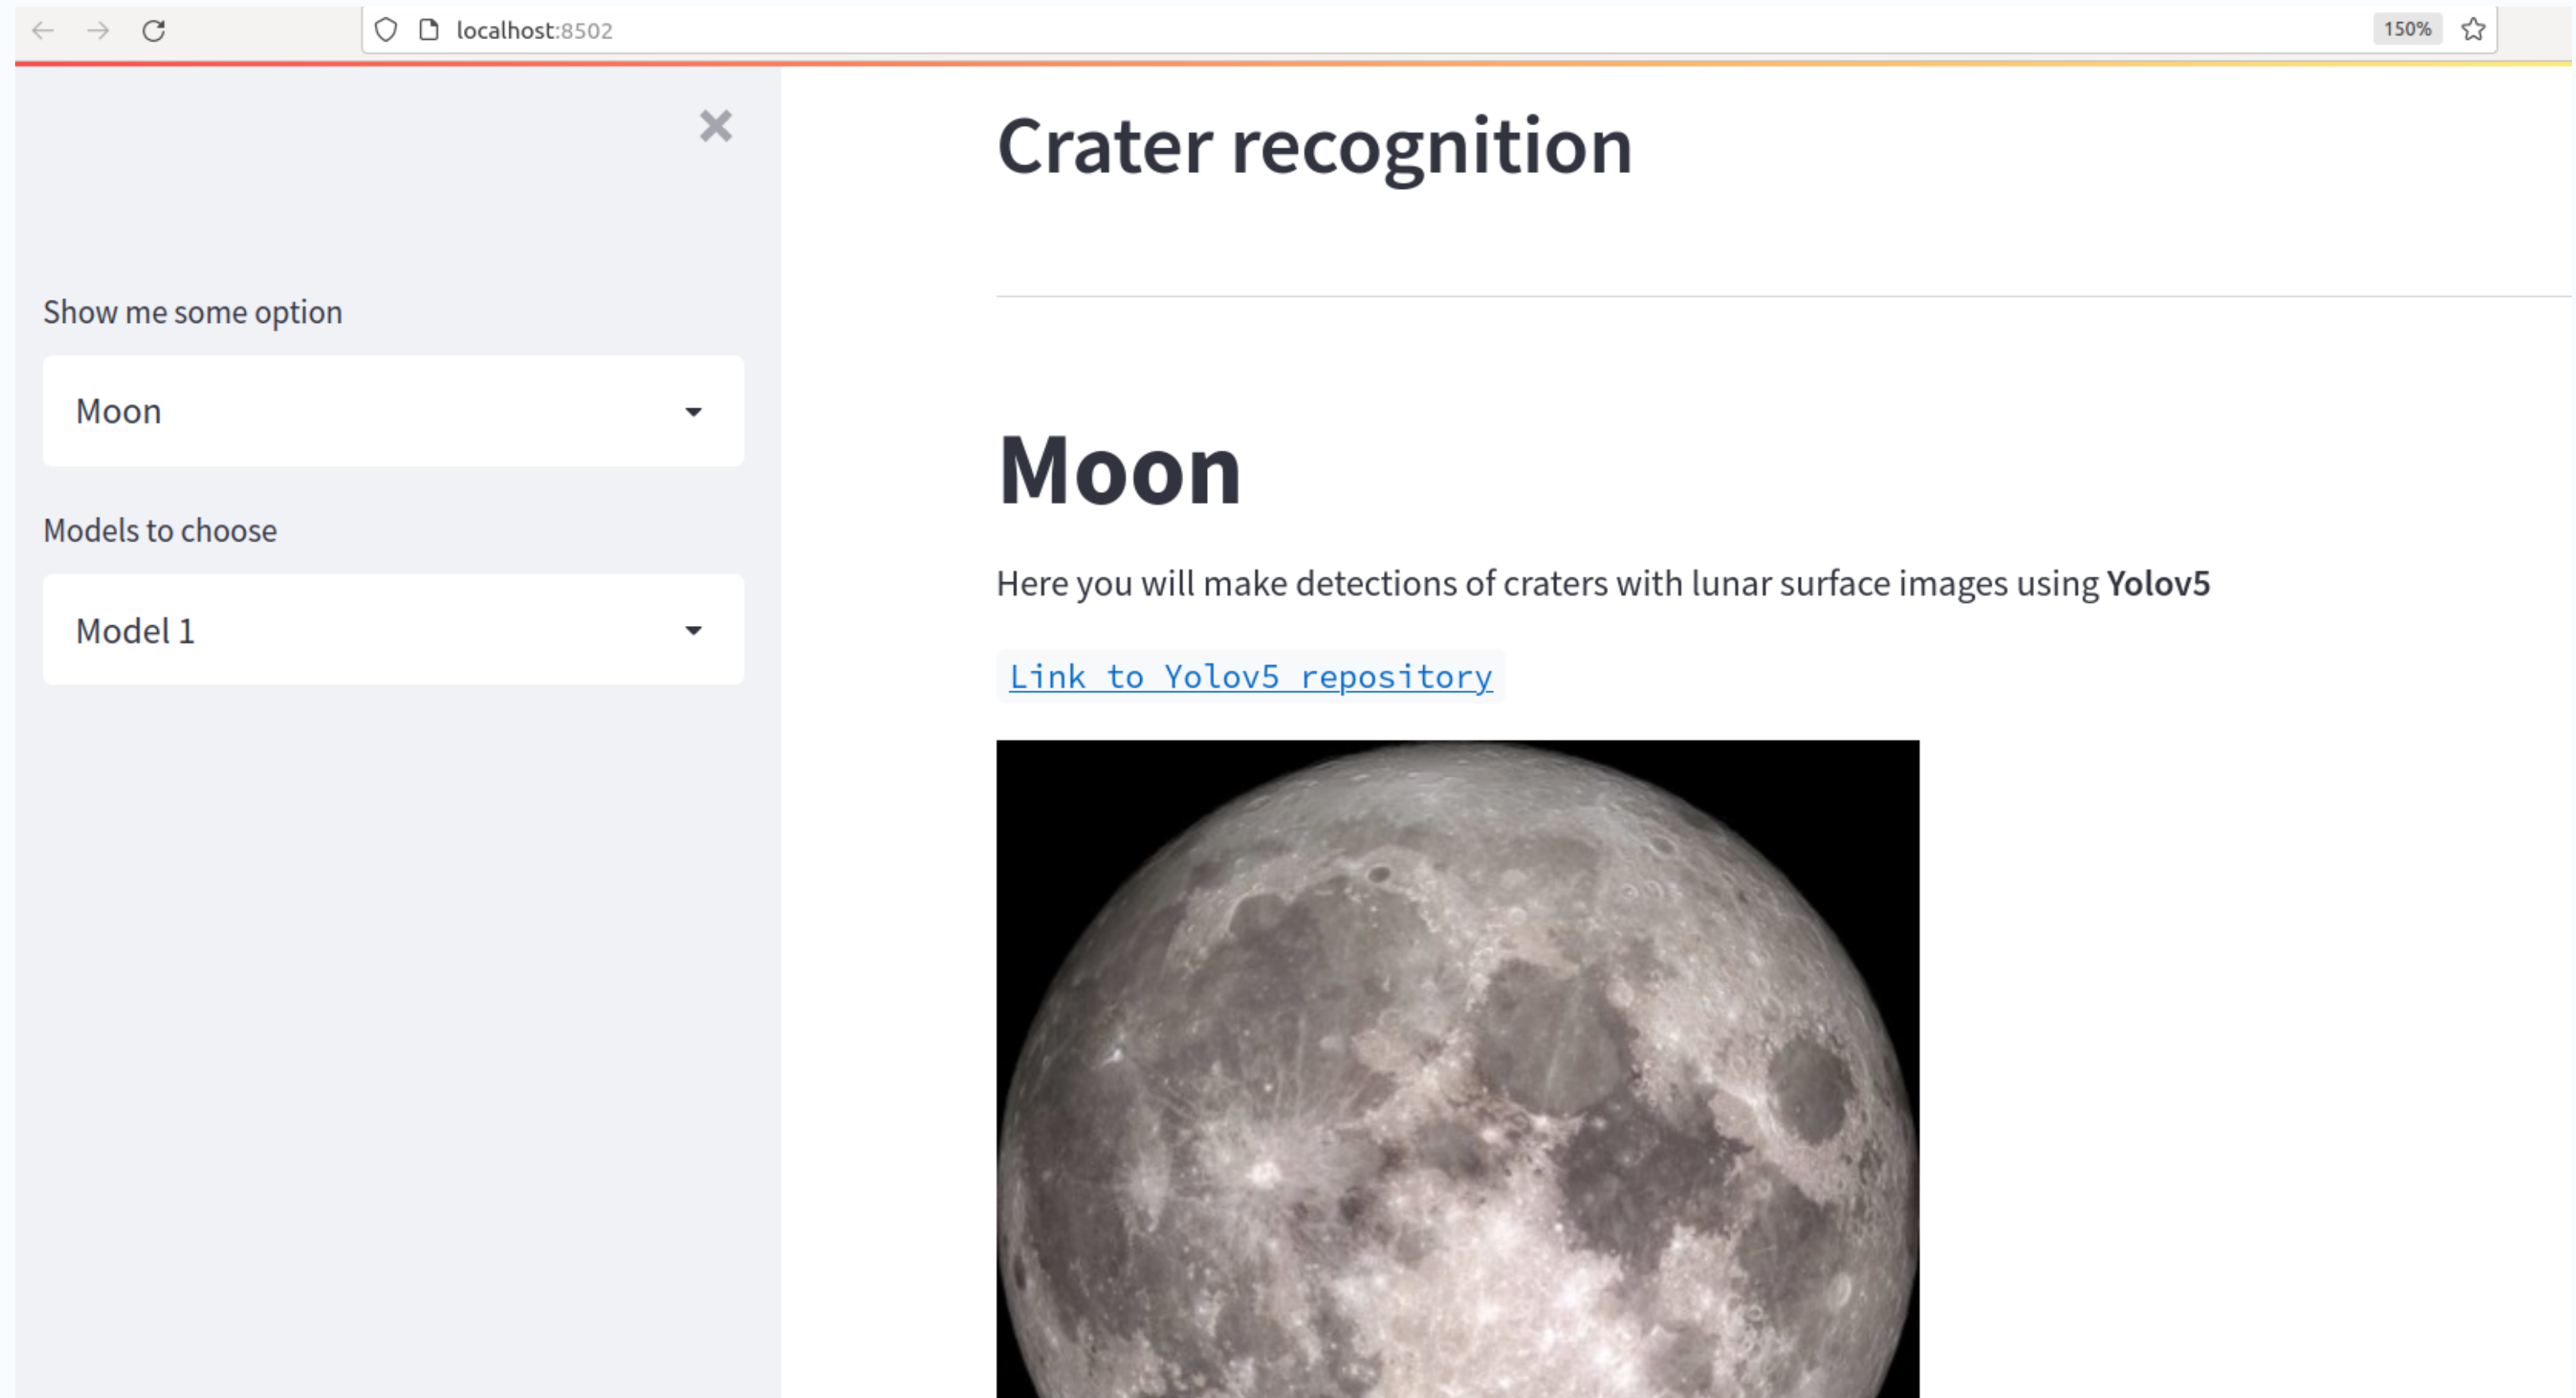 localhost:8502
150%
Show me some option
Moon
Models to choose
Model 1
Crater recognition
Moon
Here you will make detections of craters with lunar surface images using Yolov5
Link to Yolov5 repository